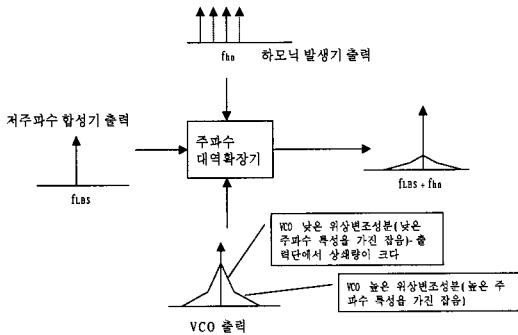 fhn 하모닉 발생기 출력
저주파수 합성기 출력
주파수
대역확장기
fLBS
fLBS + fhn
VCO 낮은 위상변조성분(낮은
주파수 특성을 가진 잡음)-출
력단에서 상쇄량이 크다
VCO 높은 위상변조성분(높은 주
파수 특성을 가진 잡음)
VCO 출력